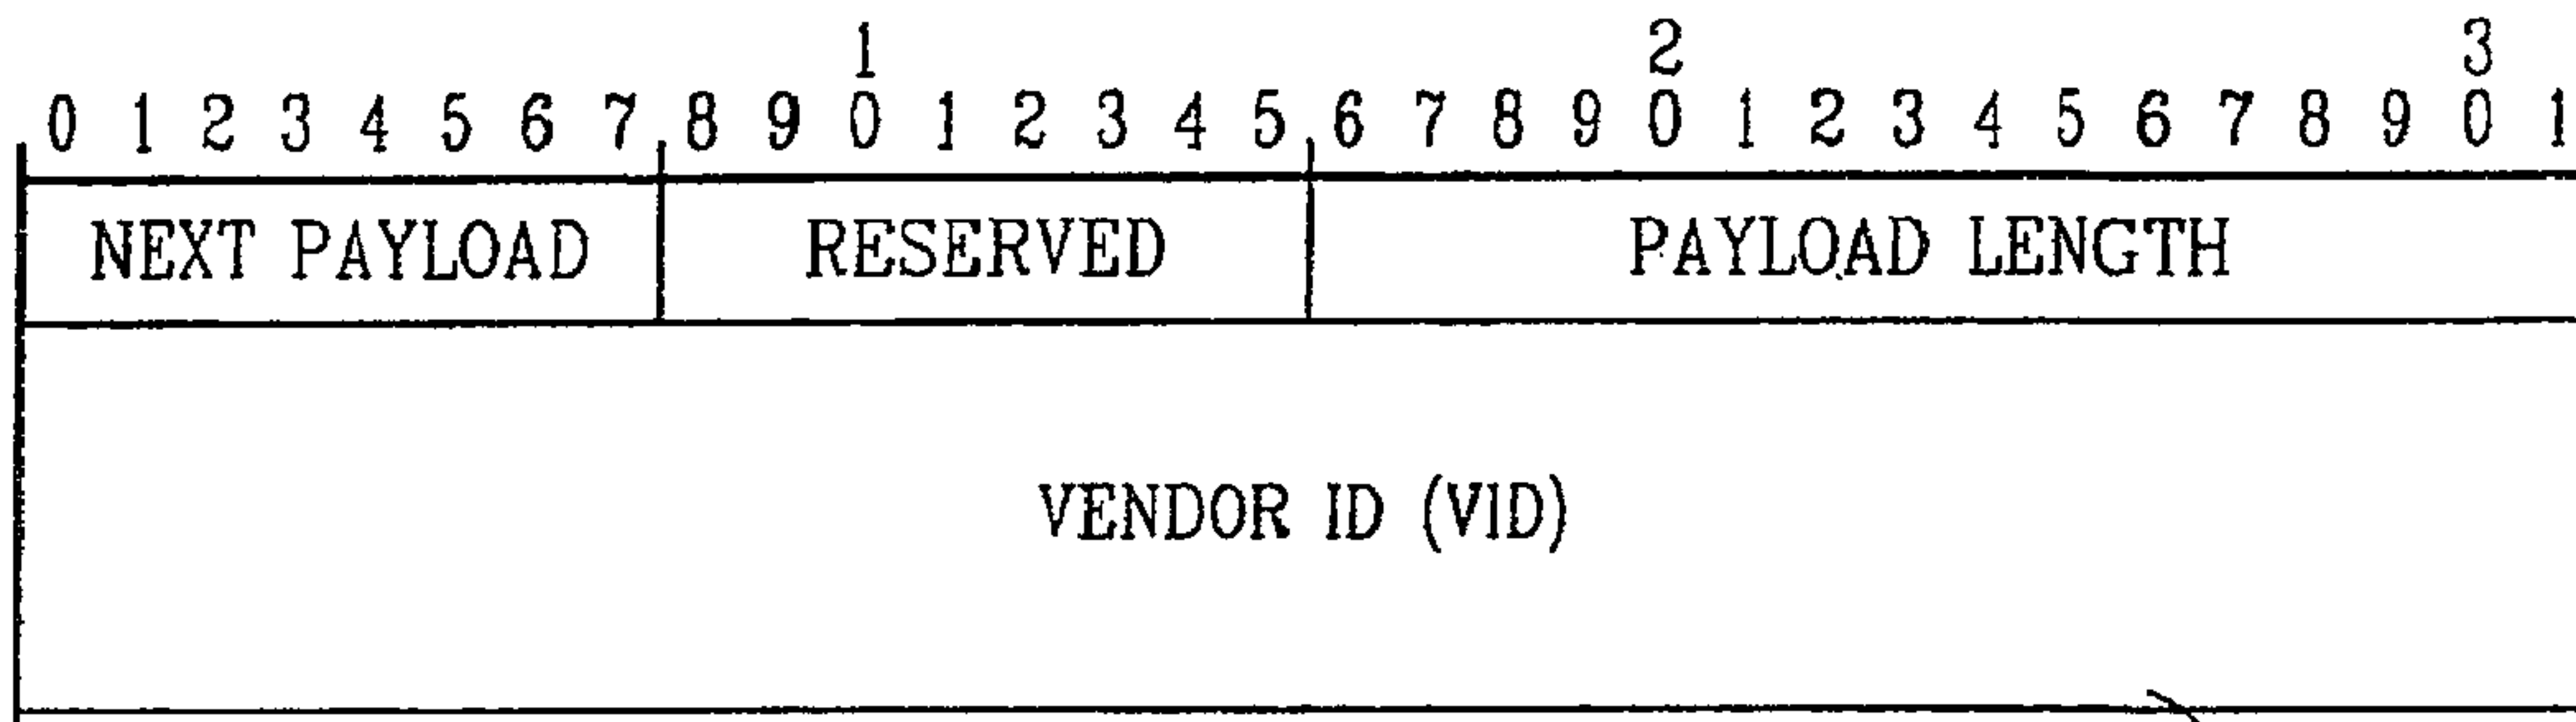 1 2 3
0 1 2 3 4 5 6 7 8 9 0 1 2 3 4 5 6 7 8 9 0 1 2 3 4 5 6 7 8 9 0 1
NEXT PAYLOAD RESERVED PAYLOAD LENGTH
VENDOR ID (VID)